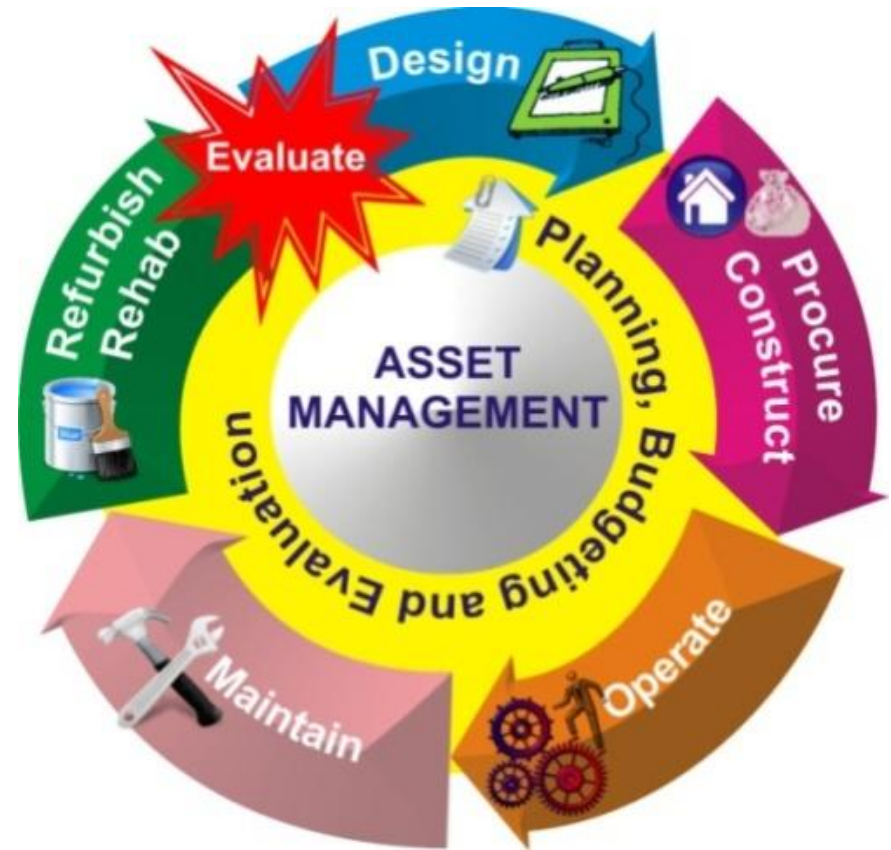 Design
Evaluate
Procure
Construct
Operate
Maintain
Refurbish
Rehab
Planning, Budgeting and Evaluation
ASSET
MANAGEMENT